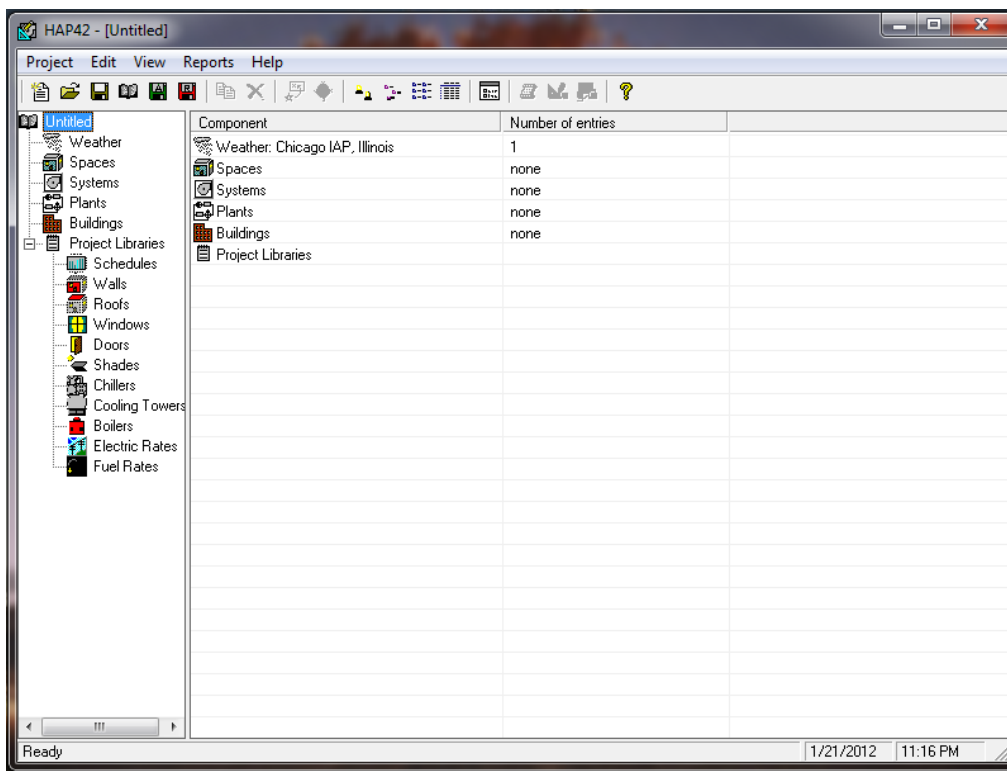 HAP42 - [Untitled]
Project Edit View Reports Help
Untitled
Weather
Spaces
Systems
Plants
Buildings
Project Libraries
Schedules
Walls
Roofs
Windows
Doors
Shades
Chillers
Cooling Towers
Boilers
Electric Rates
Fuel Rates
Component Number of entries
Weather: Chicago IAP, Illinois 1
Spaces none
Systems none
Plants none
Buildings none
Project Libraries
Ready 1/21/2012 11:16 PM